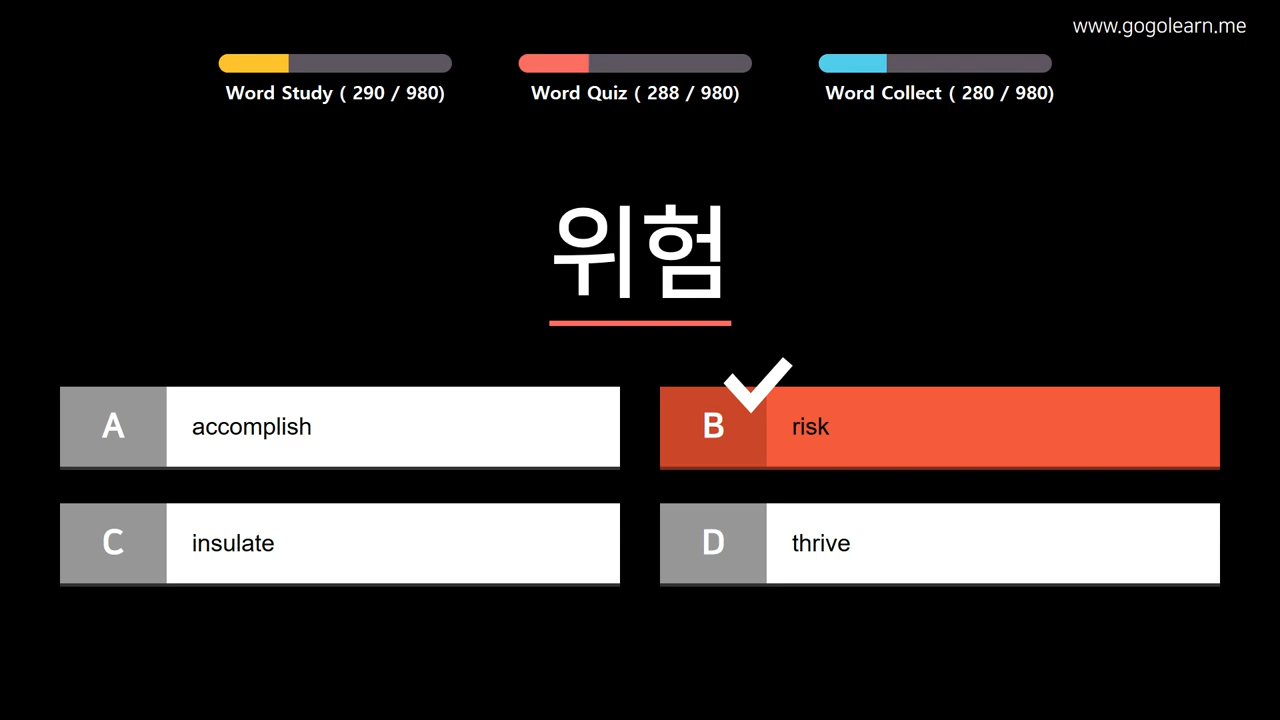 www.gogolearn.me
Word Study ( 290 / 980)
Word Quiz ( 288 / 980)
Word Collect ( 280 / 980)
위험
A accomplish
B risk
C insulate
D thrive